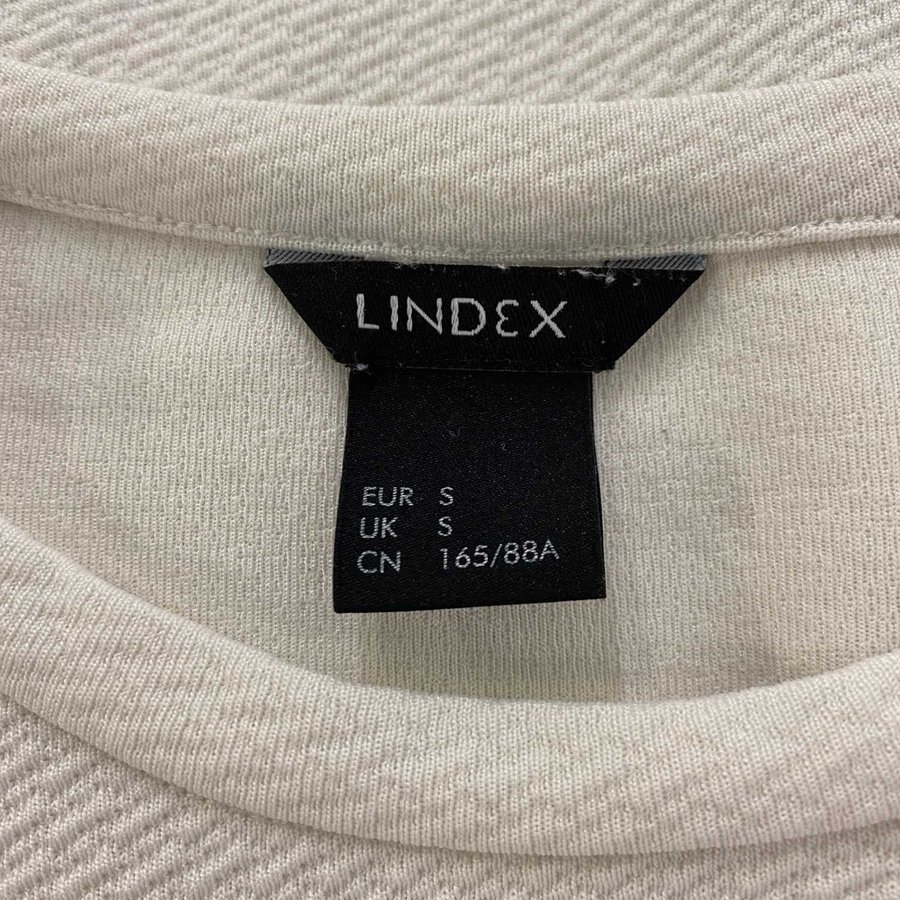 LINDEX
EUR S
UK S
CN 165/88A